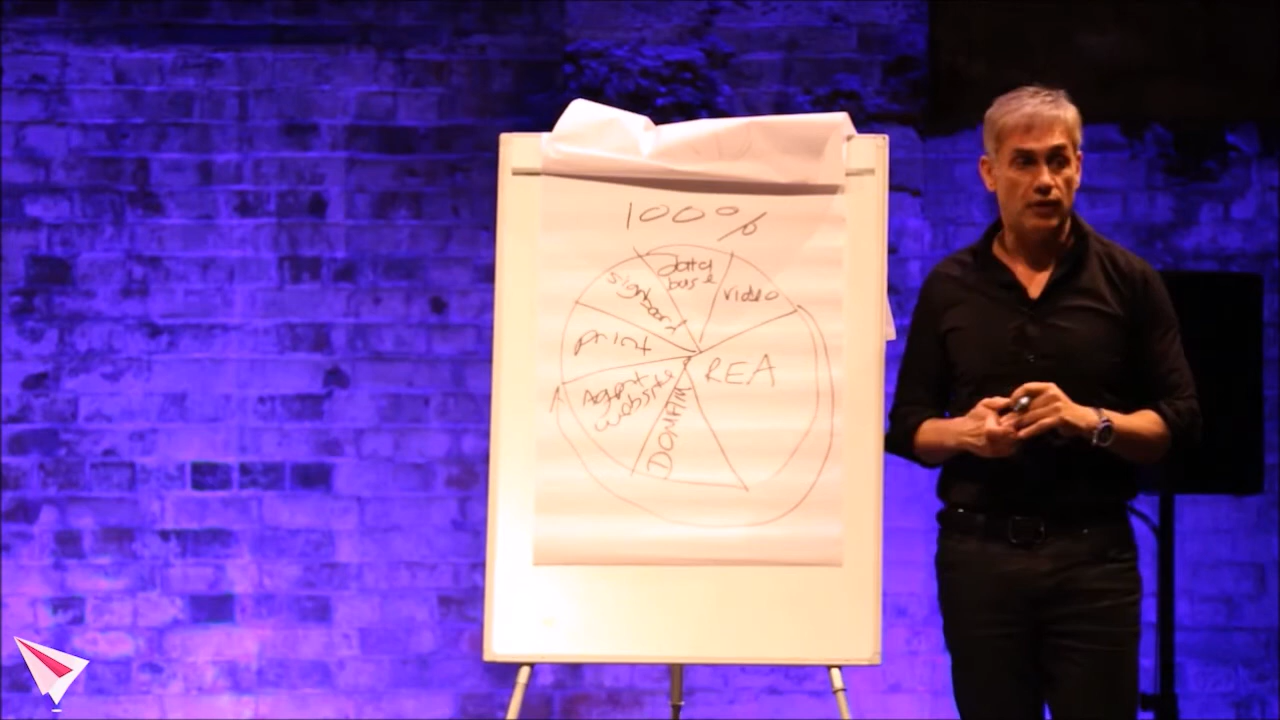 100%
Data
base
video
signboard
print
REA
Agent
website
DOMAIN